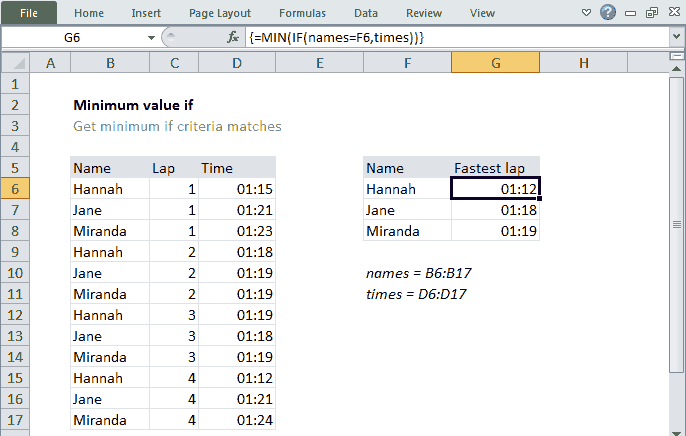 File Home Insert Page Layout Formulas Data Review View
G6 fx {=MIN(IF(names=F6,times))}
A B C D E F G H
1
2 Minimum value if
3 Get minimum if criteria matches
4
5 Name Lap Time Name Fastest lap
6 Hannah 1 01:15 Hannah 01:12
7 Jane 1 01:21 Jane 01:18
8 Miranda 1 01:23 Miranda 01:19
9 Hannah 2 01:18
10 Jane 2 01:19 names = B6:B17
11 Miranda 2 01:19 times = D6:D17
12 Hannah 3 01:19
13 Jane 3 01:18
14 Miranda 3 01:19
15 Hannah 4 01:12
16 Jane 4 01:21
17 Miranda 4 01:24